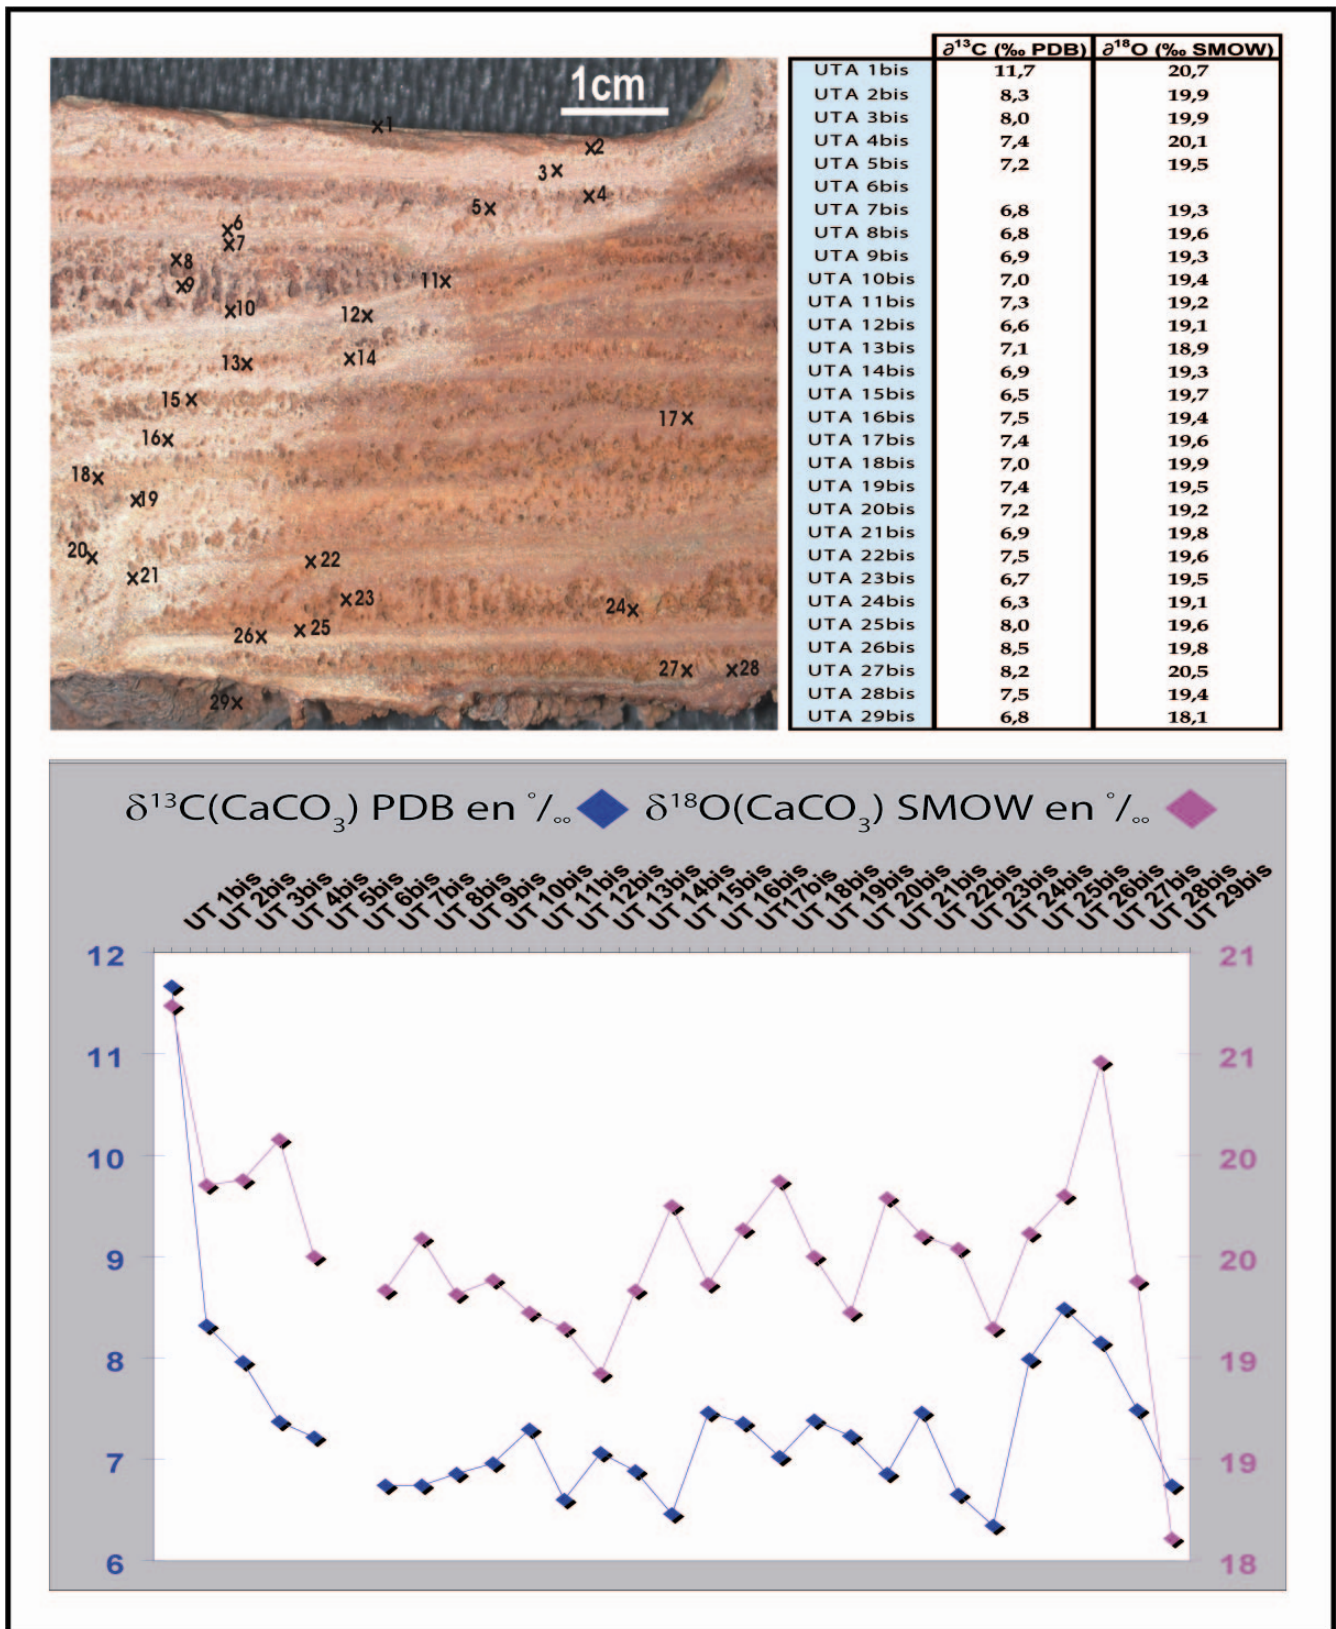 1cm
×1
×2
3×
×4
5×
×6
×7
×8
×9
×10
11×
12×
13×
×14
15×
16×
17×
18×
×19
20×
×21
×22
×23
24×
×25
26×
27×
×28
29×
∂¹³C (‰ PDB) ∂¹⁸O (‰ SMOW)
UTA 1bis 11,7 20,7
UTA 2bis 8,3 19,9
UTA 3bis 8,0 19,9
UTA 4bis 7,4 20,1
UTA 5bis 7,2 19,5
UTA 6bis
UTA 7bis 6,8 19,3
UTA 8bis 6,8 19,6
UTA 9bis 6,9 19,3
UTA 10bis 7,0 19,4
UTA 11bis 7,3 19,2
UTA 12bis 6,6 19,1
UTA 13bis 7,1 18,9
UTA 14bis 6,9 19,3
UTA 15bis 6,5 19,7
UTA 16bis 7,5 19,4
UTA 17bis 7,4 19,6
UTA 18bis 7,0 19,9
UTA 19bis 7,4 19,5
UTA 20bis 7,2 19,2
UTA 21bis 6,9 19,8
UTA 22bis 7,5 19,6
UTA 23bis 6,7 19,5
UTA 24bis 6,3 19,1
UTA 25bis 8,0 19,6
UTA 26bis 8,5 19,8
UTA 27bis 8,2 20,5
UTA 28bis 7,5 19,4
UTA 29bis 6,8 18,1
δ¹³C(CaCO₃) PDB en °/₀₀ δ¹⁸O(CaCO₃) SMOW en °/₀₀
UT 1bis
UT 2bis
UT 3bis
UT 4bis
UT 5bis
UT 6bis
UT 7bis
UT 8bis
UT 9bis
UT 10bis
UT 11bis
UT 12bis
UT 13bis
UT 14bis
UT 15bis
UT 16bis
UT17bis
UT 18bis
UT 19bis
UT 20bis
UT 21bis
UT 22bis
UT 23bis
UT 24bis
UT 25bis
UT 26bis
UT 27bis
UT 28bis
UT 29bis
12 21
11 21
10 20
9 20
8 19
7 19
6 18